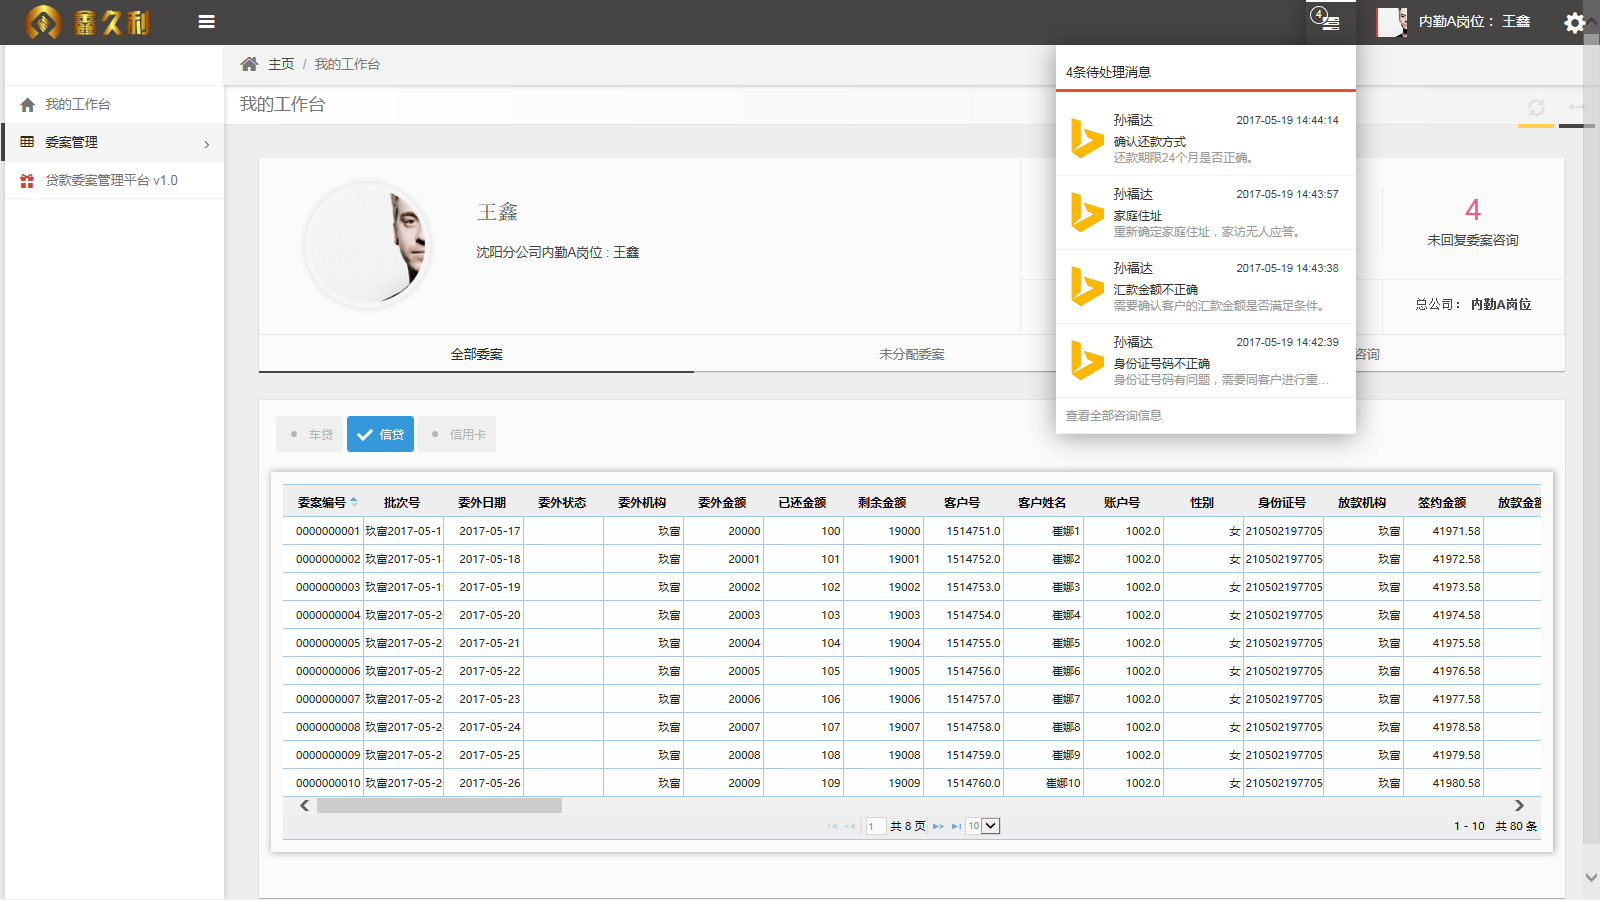 鑫久利
4
内勤A岗位： 王鑫
主页 / 我的工作台
4条待处理消息
我的工作台
委案管理
贷款委案管理平台 v1.0
我的工作台
孙福达 2017-05-19 14:44:14
确认还款方式
还款期限24个月是否正确。
孙福达 2017-05-19 14:43:57
家庭住址
重新确定家庭住址，家访无人应答。
孙福达 2017-05-19 14:43:38
汇款金额不正确
需要确认客户的汇款金额是否满足条件。
孙福达 2017-05-19 14:42:39
身份证号码不正确
身份证号码有问题，需要同客户进行重...
查看全部咨询信息
王鑫
沈阳分公司内勤A岗位 : 王鑫
4
未回复委案咨询
总公司： 内勤A岗位
全部委案 未分配委案 咨询
车贷 信贷 信用卡
委案编号 批次号 委外日期 委外状态 委外机构 委外金额 已还金额 剩余金额 客户号 客户姓名 账户号 性别 身份证号 放款机构 签约金额 放款金额
0000000001 玖富2017-05-1 2017-05-17 玖富 20000 100 19000 1514751.0 崔娜1 1002.0 女 210502197705 玖富 41971.58
0000000002 玖富2017-05-1 2017-05-18 玖富 20001 101 19001 1514752.0 崔娜2 1002.0 女 210502197705 玖富 41972.58
0000000003 玖富2017-05-1 2017-05-19 玖富 20002 102 19002 1514753.0 崔娜3 1002.0 女 210502197705 玖富 41973.58
0000000004 玖富2017-05-2 2017-05-20 玖富 20003 103 19003 1514754.0 崔娜4 1002.0 女 210502197705 玖富 41974.58
0000000005 玖富2017-05-2 2017-05-21 玖富 20004 104 19004 1514755.0 崔娜5 1002.0 女 210502197705 玖富 41975.58
0000000006 玖富2017-05-2 2017-05-22 玖富 20005 105 19005 1514756.0 崔娜6 1002.0 女 210502197705 玖富 41976.58
0000000007 玖富2017-05-2 2017-05-23 玖富 20006 106 19006 1514757.0 崔娜7 1002.0 女 210502197705 玖富 41977.58
0000000008 玖富2017-05-2 2017-05-24 玖富 20007 107 19007 1514758.0 崔娜8 1002.0 女 210502197705 玖富 41978.58
0000000009 玖富2017-05-2 2017-05-25 玖富 20008 108 19008 1514759.0 崔娜9 1002.0 女 210502197705 玖富 41979.58
0000000010 玖富2017-05-2 2017-05-26 玖富 20009 109 19009 1514760.0 崔娜10 1002.0 女 210502197705 玖富 41980.58
1 共 8 页 10 1 - 10 共 80 条